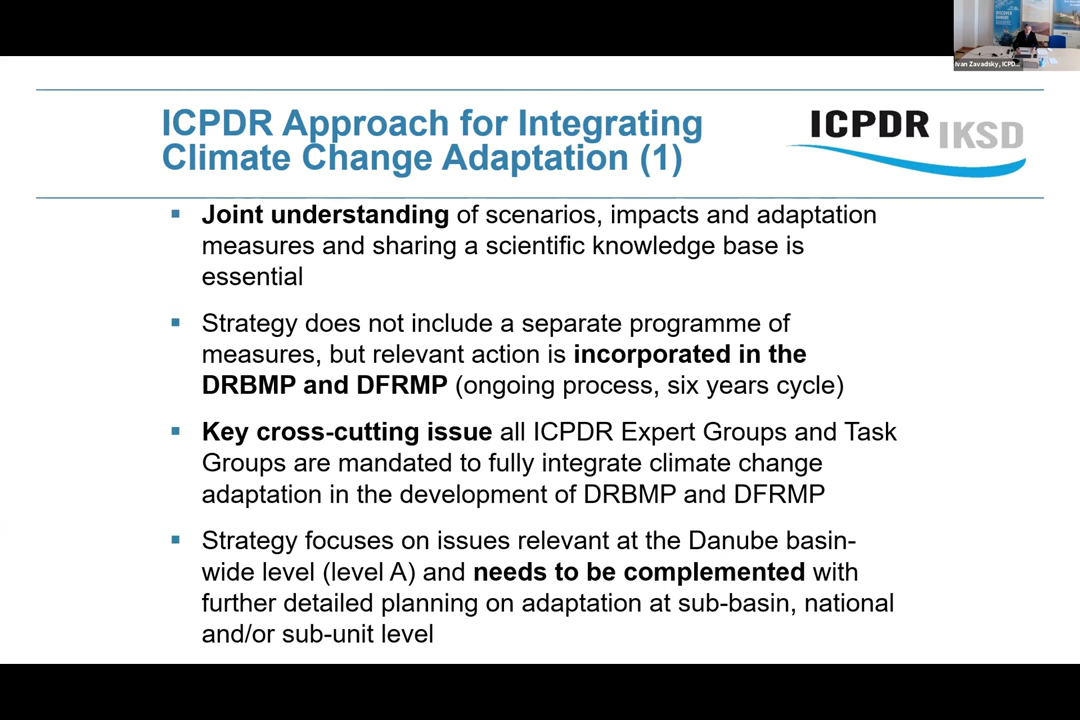 DISCOVER
DANUBE
Ivan Zavadsky, ICPD...
ICPDR Approach for Integrating
Climate Change Adaptation (1)
ICPDR IKSD
▪ Joint understanding of scenarios, impacts and adaptation
measures and sharing a scientific knowledge base is
essential
▪ Strategy does not include a separate programme of
measures, but relevant action is incorporated in the
DRBMP and DFRMP (ongoing process, six years cycle)
▪ Key cross-cutting issue all ICPDR Expert Groups and Task
Groups are mandated to fully integrate climate change
adaptation in the development of DRBMP and DFRMP
▪ Strategy focuses on issues relevant at the Danube basin-
wide level (level A) and needs to be complemented with
further detailed planning on adaptation at sub-basin, national
and/or sub-unit level